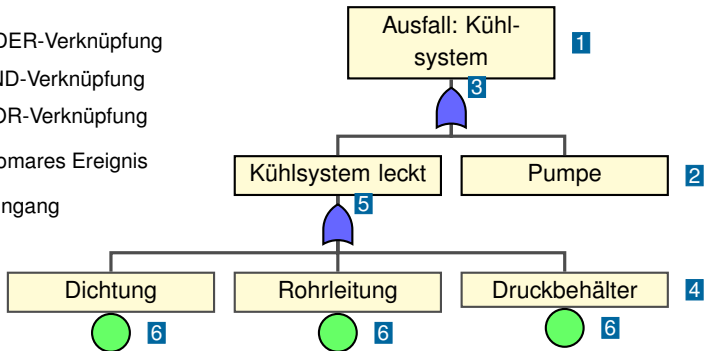 DER-Verknüpfung
ND-Verknüpfung
OR-Verknüpfung
omares Ereignis
ngang
Ausfall: Kühl-
system
1
3
Kühlsystem leckt
Pumpe
2
5
Dichtung
Rohrleitung
Druckbehälter
4
6
6
6